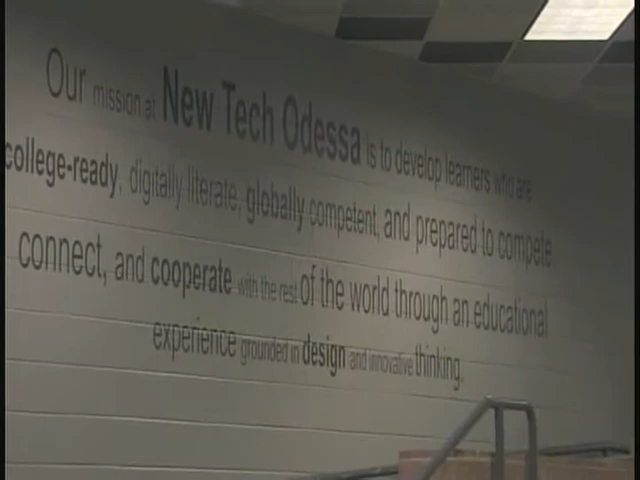 Our mission at New Tech Odessa is to develop learners who are
college-ready, digitally literate, globally competent, and prepared to compete
connect, and cooperate with the rest of the world through an educational
experience grounded in design and innovative thinking.